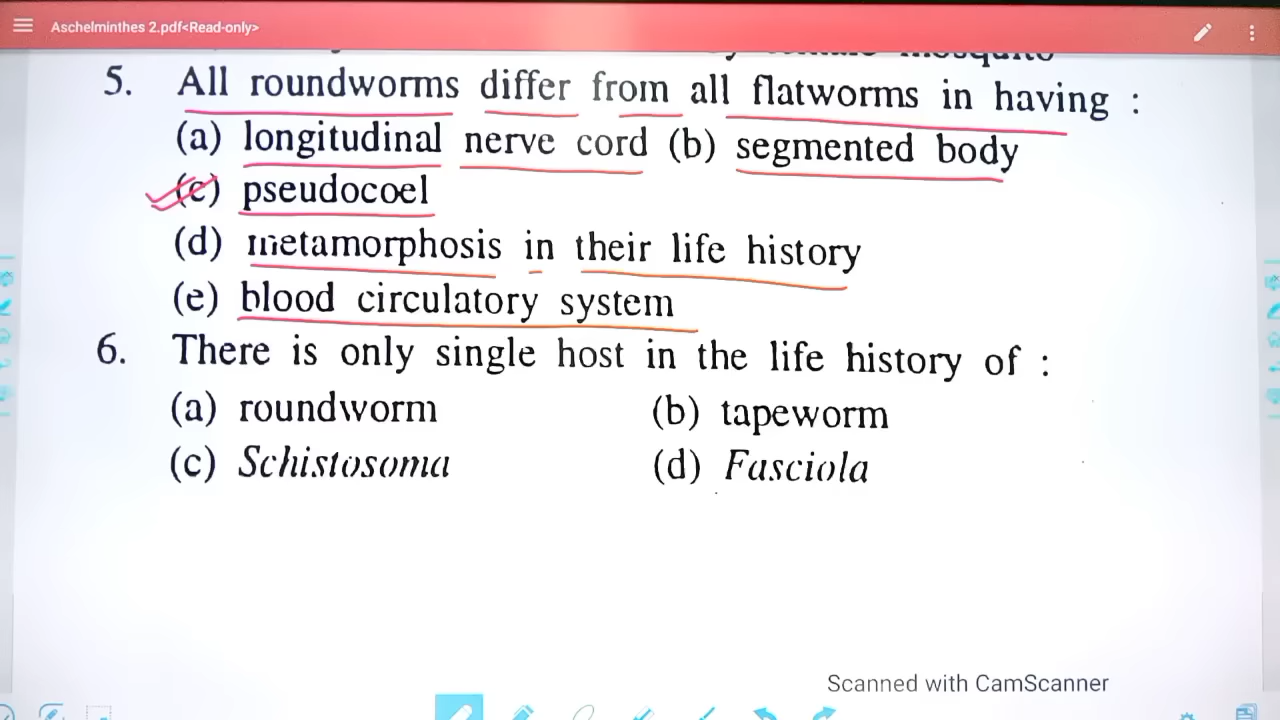 Aschelminthes 2.pdf<Read-only>
mosquito
5. All roundworms differ from all flatworms in having :
(a) longitudinal nerve cord (b) segmented body
(c) pseudocoel
(d) metamorphosis in their life history
(e) blood circulatory system
6. There is only single host in the life history of :
(a) roundworm (b) tapeworm
(c) Schistosoma (d) Fasciola
Scanned with CamScanner